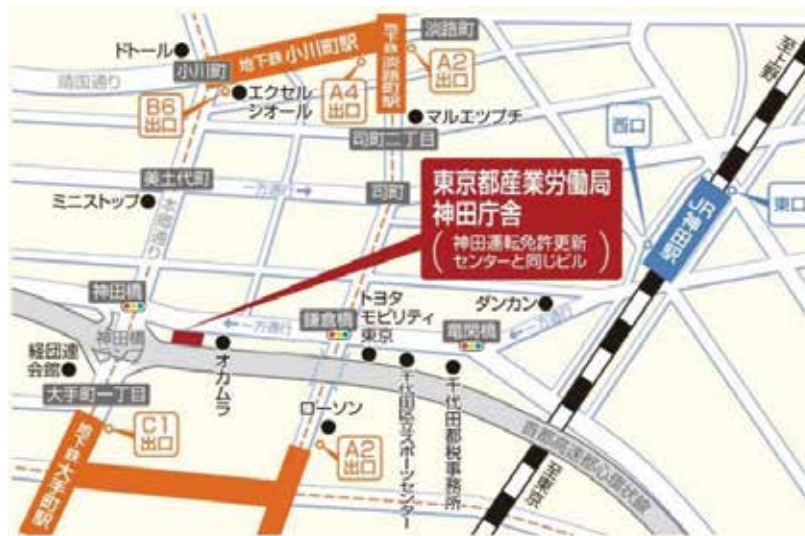 ドトール
地下鉄 小川町駅
地下鉄淡路町駅
淡路町
小川町
靖国通り
A2
出口
A4
出口
B6
出口
エクセル
シオール
マルエツプチ
至上野
西口
司町二丁目
東京都産業労働局
神田庁舎
(神田運転免許更新
センターと同じビル)
美土代町
一方通行
司町
ミニストップ
本郷通り
JR神田駅
東口
神田橋
神田橋
一方通行
鎌倉橋
トヨタ
モビリティ
東京
ダンカン
竜閑橋
一方通行
経団連
会館
オカムラ
大手町一丁目
ローソン
千代田区立スポーツセンター
千代田都税事務所
首都高速都心環状線
C1
出口
A2
出口
地下鉄大手町駅
至東京